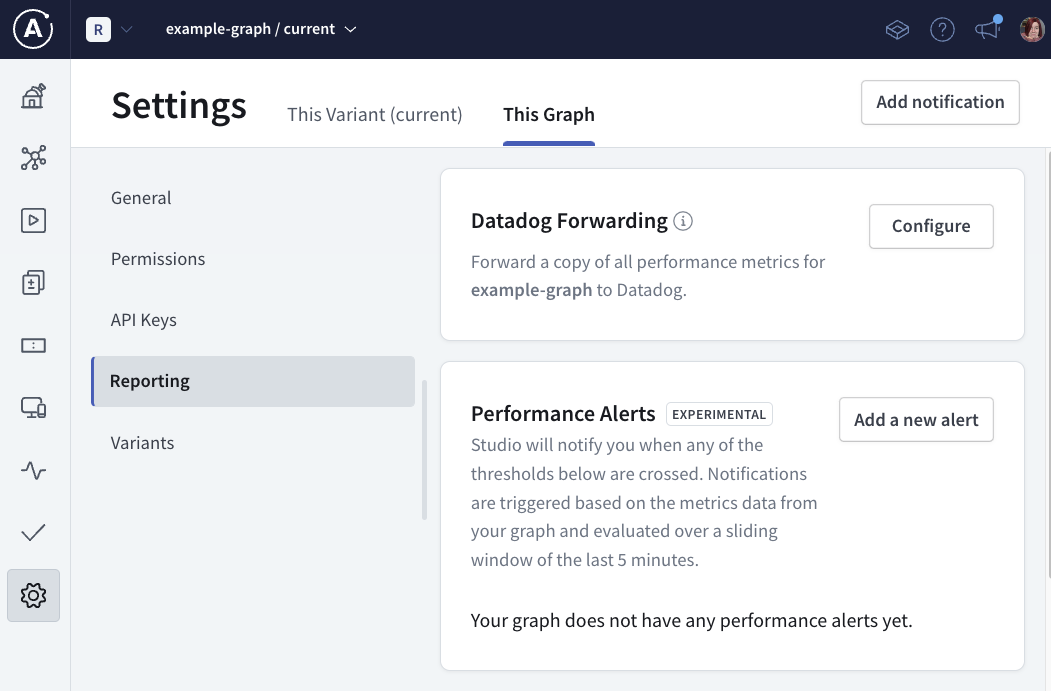 R
example-graph / current
?
Settings
This Variant (current)
This Graph
Add notification
General
Permissions
API Keys
Reporting
Variants
Datadog Forwarding
Configure
Forward a copy of all performance metrics for
example-graph to Datadog.
Performance Alerts EXPERIMENTAL
Add a new alert
Studio will notify you when any of the
thresholds below are crossed. Notifications
are triggered based on the metrics data from
your graph and evaluated over a sliding
window of the last 5 minutes.
Your graph does not have any performance alerts yet.